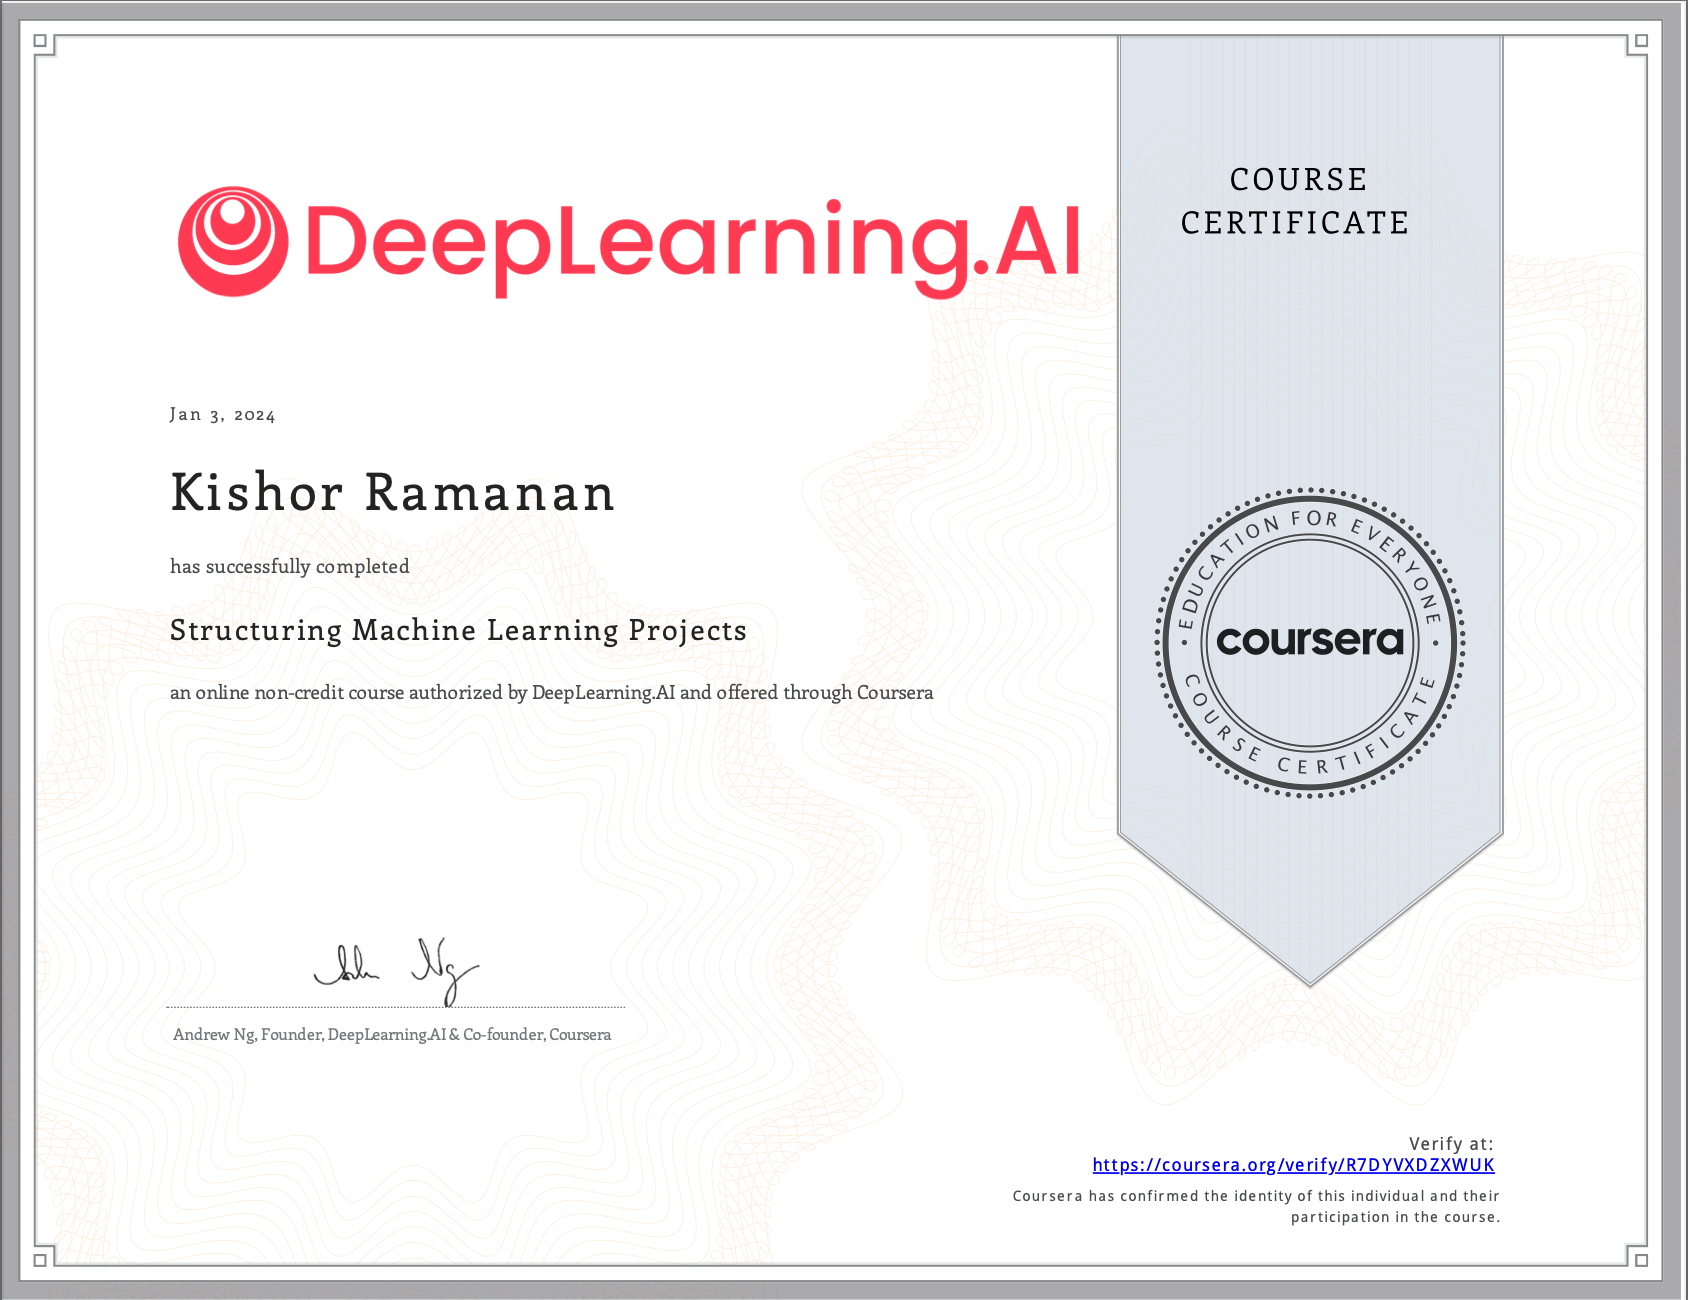 DeepLearning.AI
COURSE
CERTIFICATE
Jan 3, 2024
Kishor Ramanan
has successfully completed
Structuring Machine Learning Projects
an online non-credit course authorized by DeepLearning.AI and offered through Coursera
EDUCATION FOR EVERYONE
coursera
COURSE CERTIFICATE
Andrew Ng
Andrew Ng, Founder, DeepLearning.AI & Co-founder, Coursera
Verify at:
https://coursera.org/verify/R7DYVXDZXWUK
Coursera has confirmed the identity of this individual and their
participation in the course.